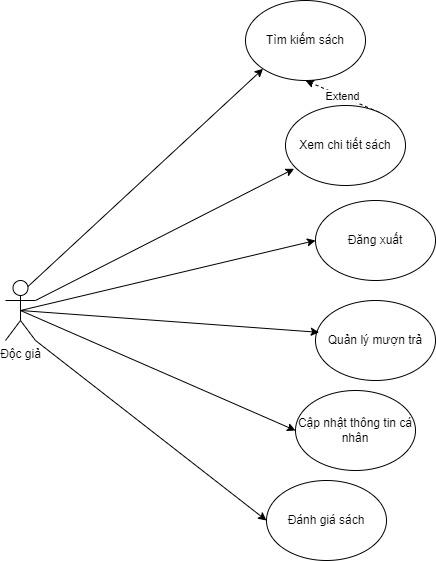 Tìm kiếm sách
Extend
Xem chi tiết sách
Đăng xuất
Quản lý mượn trả
Độc giả
Cập nhật thông tin cá
nhân
Đánh giá sách